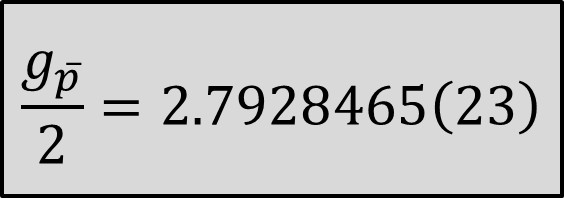 g_p̄/2 = 2.7928465(23)